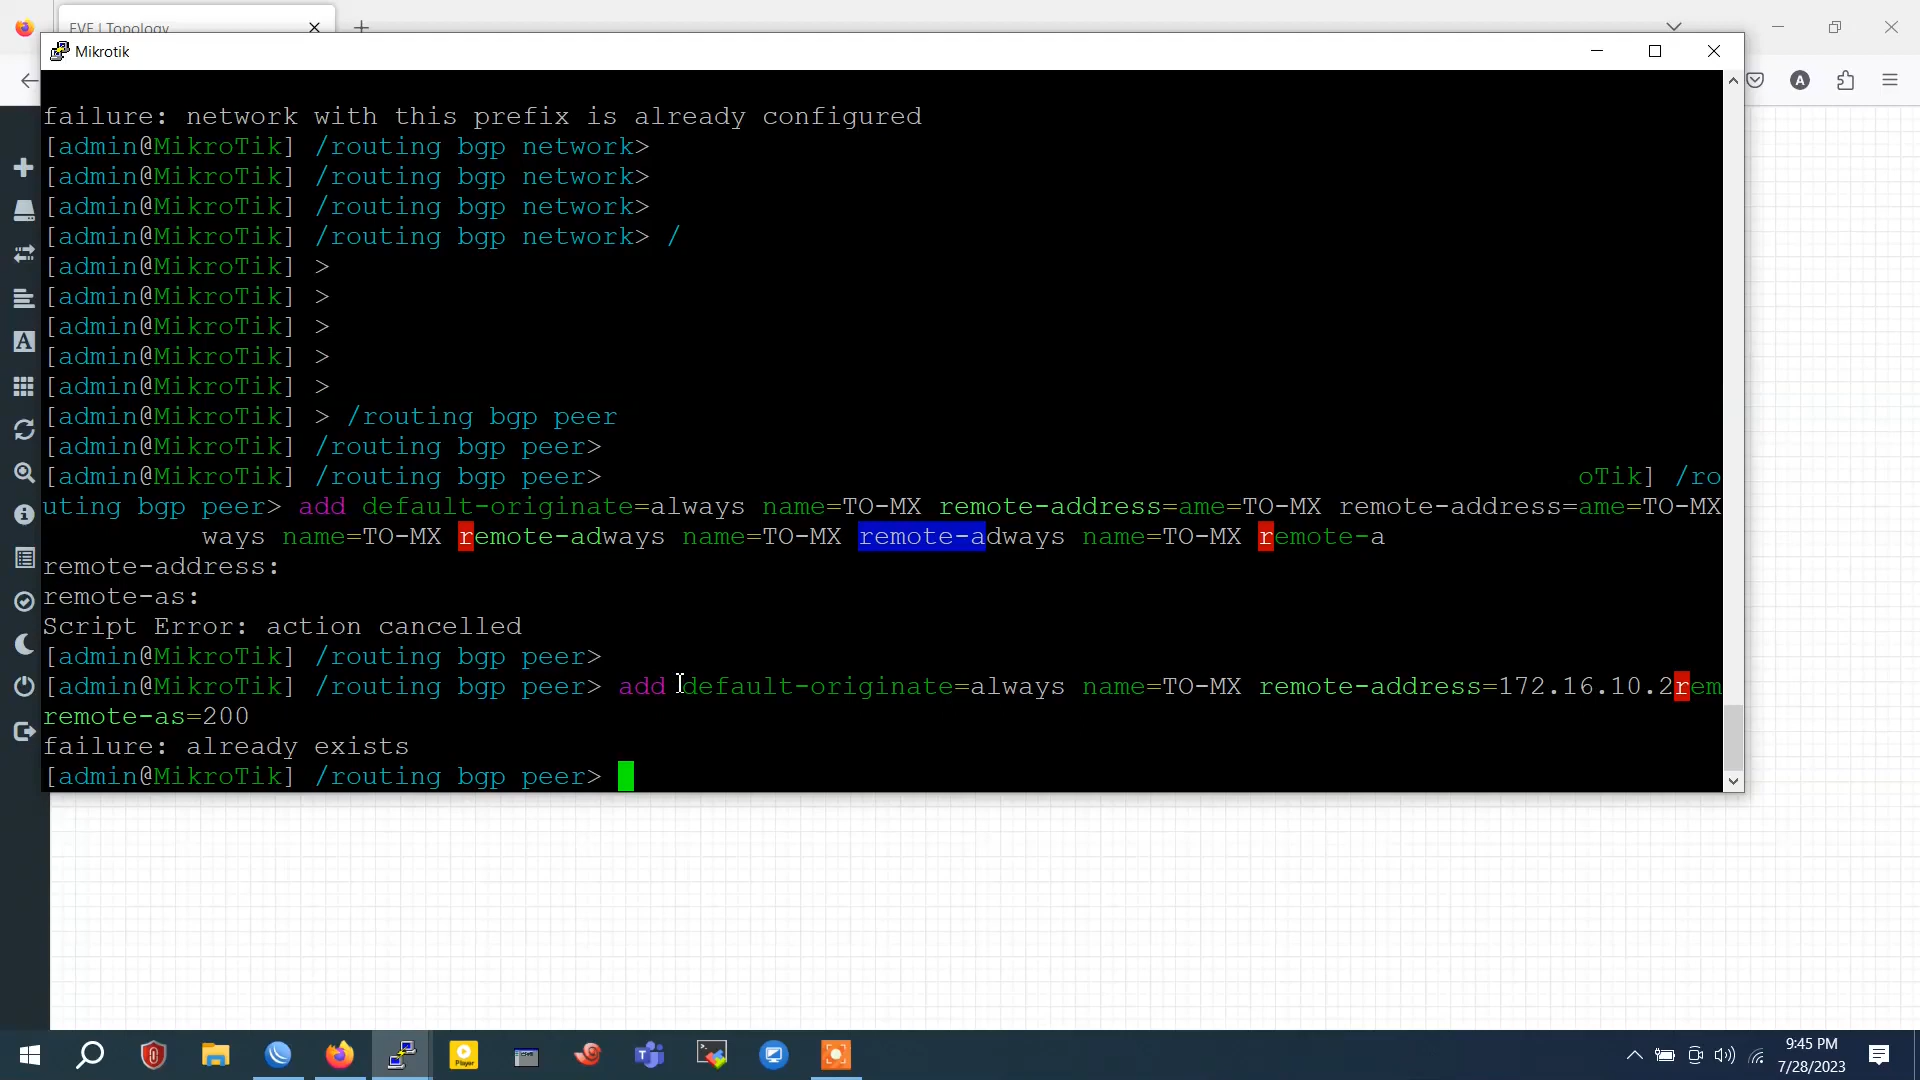 EVE | Topology
Mikrotik
failure: network with this prefix is already configured
[admin@MikroTik] /routing bgp network>
[admin@MikroTik] /routing bgp network>
[admin@MikroTik] /routing bgp network>
[admin@MikroTik] /routing bgp network> /
[admin@MikroTik] >
[admin@MikroTik] >
[admin@MikroTik] >
[admin@MikroTik] >
[admin@MikroTik] >
[admin@MikroTik] > /routing bgp peer
[admin@MikroTik] /routing bgp peer>
[admin@MikroTik] /routing bgp peer> oTik] /ro
uting bgp peer> add default-originate=always name=TO-MX remote-address=ame=TO-MX remote-address=ame=TO-MX
ways name=TO-MX remote-adways name=TO-MX remote-adways name=TO-MX remote-a
remote-address:
remote-as:
Script Error: action cancelled
[admin@MikroTik] /routing bgp peer>
[admin@MikroTik] /routing bgp peer> add default-originate=always name=TO-MX remote-address=172.16.10.2rem
remote-as=200
failure: already exists
[admin@MikroTik] /routing bgp peer>
A
A
Player
9:45 PM
7/28/2023